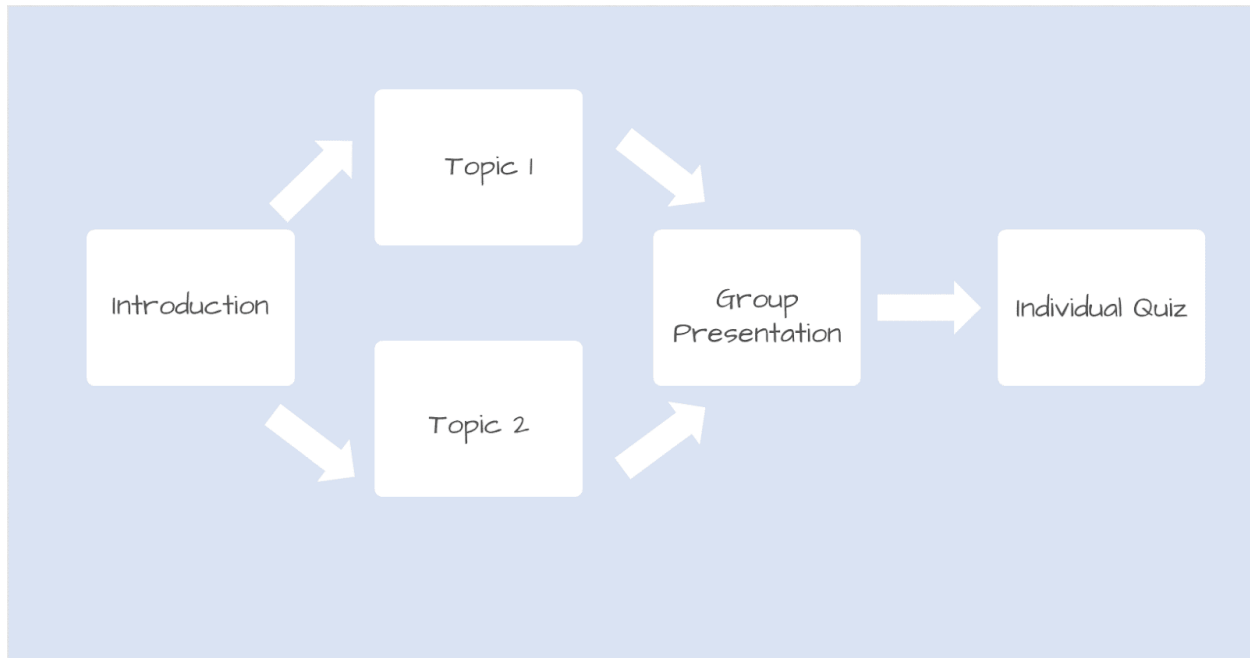 Introduction
Topic 1
Topic 2
Group
Presentation
Individual Quiz